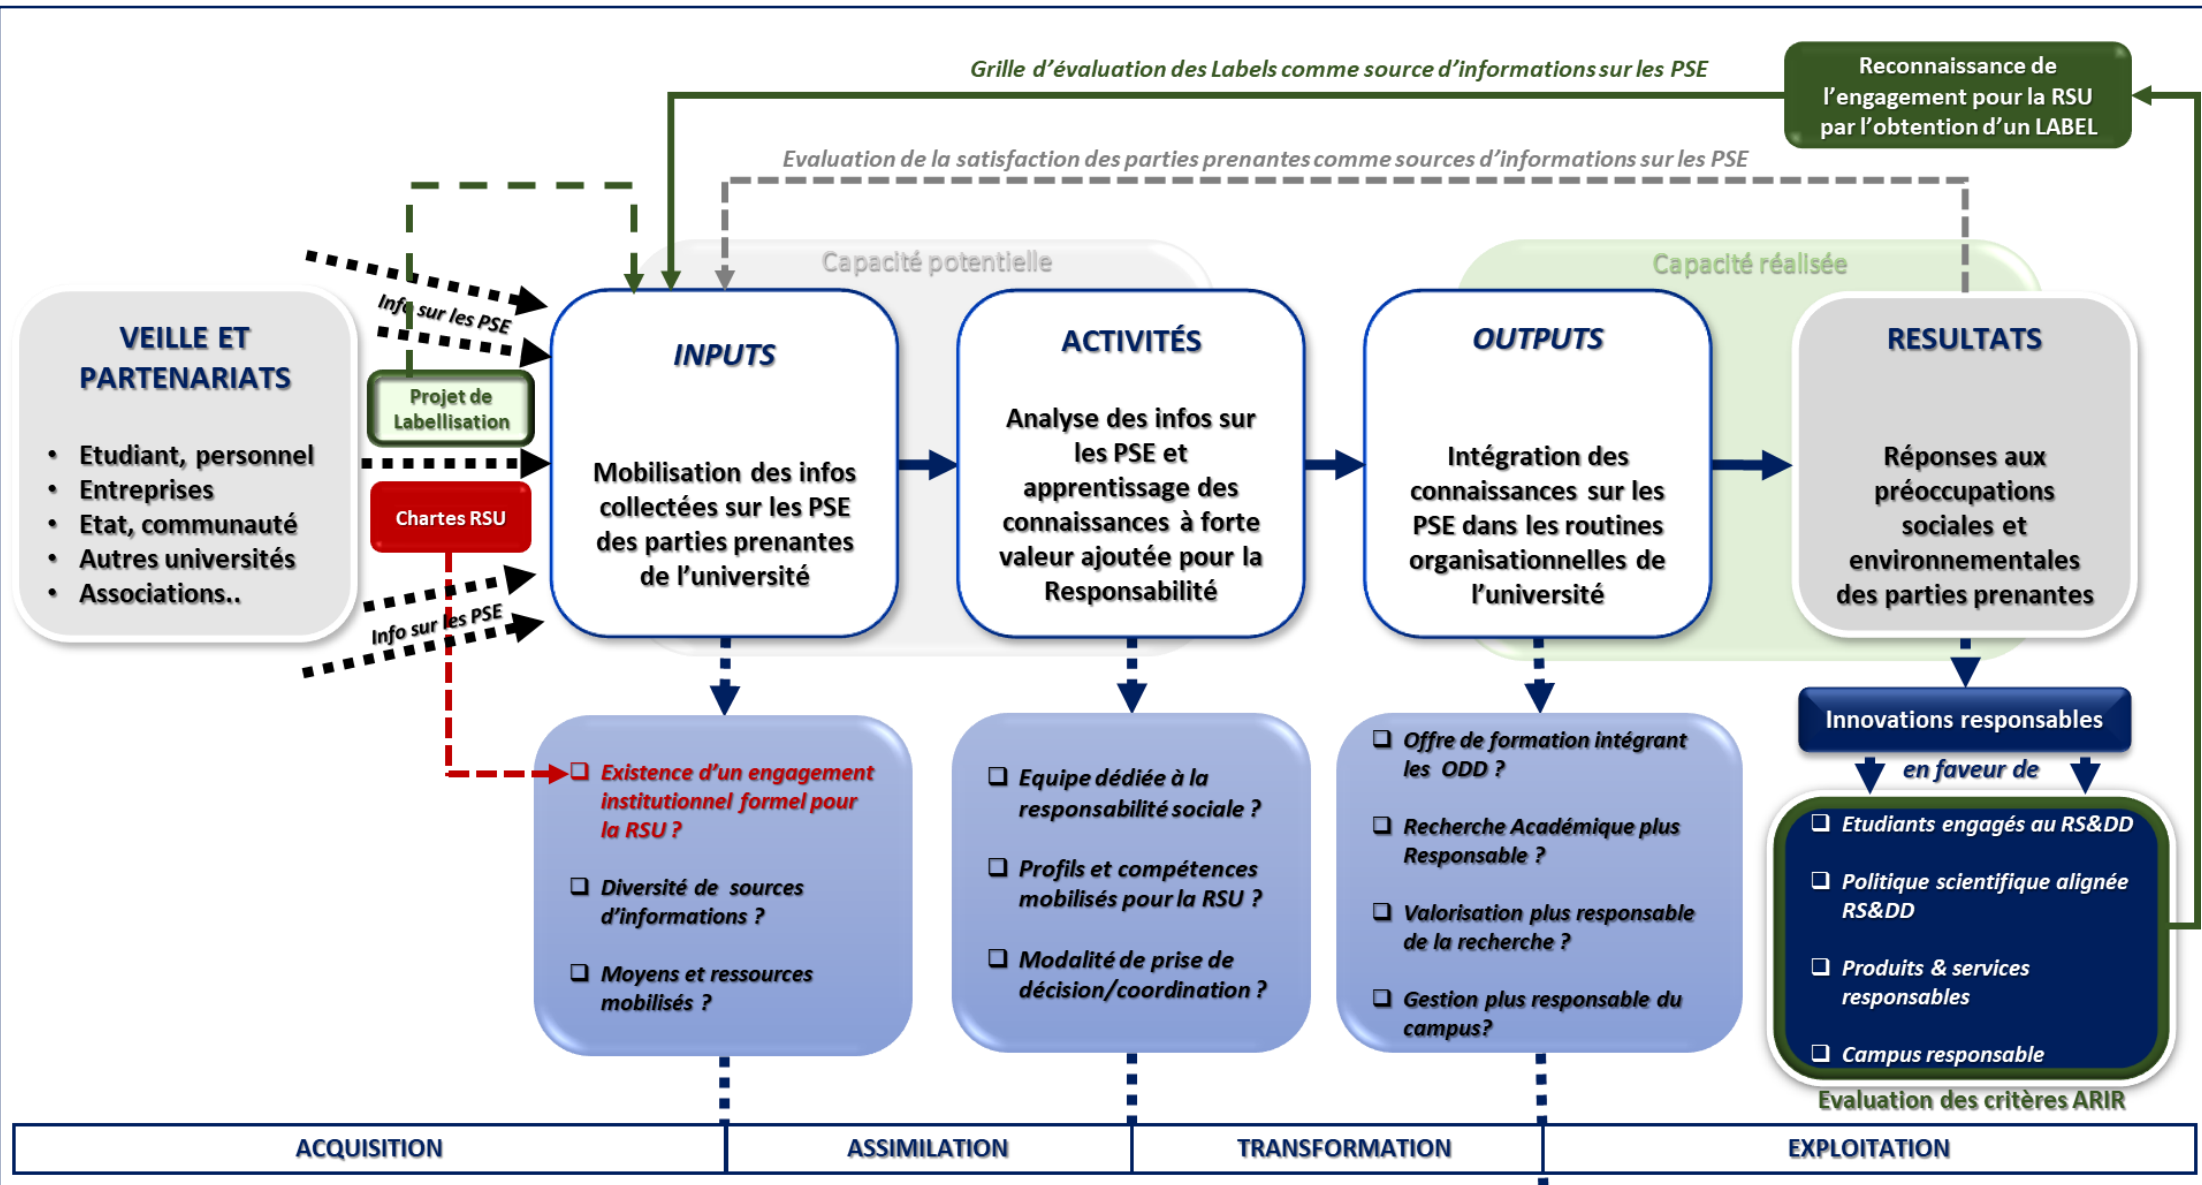 Grille d'évaluation des Labels comme source d'informations sur les PSE
Reconnaissance de
l'engagement pour la RSU
par l'obtention d'un LABEL
Evaluation de la satisfaction des parties prenantes comme sources d'informations sur les PSE
Capacité potentielle
Capacité réalisée
VEILLE ET
PARTENARIATS
• Etudiant, personnel
• Entreprises
• Etat, communauté
• Autres universités
• Associations..
Info sur les PSE
Projet de
Labellisation
Chartes RSU
Info sur les PSE
INPUTS
Mobilisation des infos
collectées sur les PSE
des parties prenantes
de l'université
ACTIVITÉS
Analyse des infos sur
les PSE et
apprentissage des
connaissances à forte
valeur ajoutée pour la
Responsabilité
OUTPUTS
Intégration des
connaissances sur les
PSE dans les routines
organisationnelles de
l'université
RESULTATS
Réponses aux
préoccupations
sociales et
environnementales
des parties prenantes
❑ Existence d'un engagement
institutionnel formel pour
la RSU ?
❑ Diversité de sources
d'informations ?
❑ Moyens et ressources
mobilisés ?
❑ Equipe dédiée à la
responsabilité sociale ?
❑ Profils et compétences
mobilisés pour la RSU ?
❑ Modalité de prise de
décision/coordination ?
❑ Offre de formation intégrant
les ODD ?
❑ Recherche Académique plus
Responsable ?
❑ Valorisation plus responsable
de la recherche ?
❑ Gestion plus responsable du
campus?
Innovations responsables
en faveur de
❑ Etudiants engagés au RS&DD
❑ Politique scientifique alignée
RS&DD
❑ Produits & services
responsables
❑ Campus responsable
Evaluation des critères ARIR
ACQUISITION
ASSIMILATION
TRANSFORMATION
EXPLOITATION